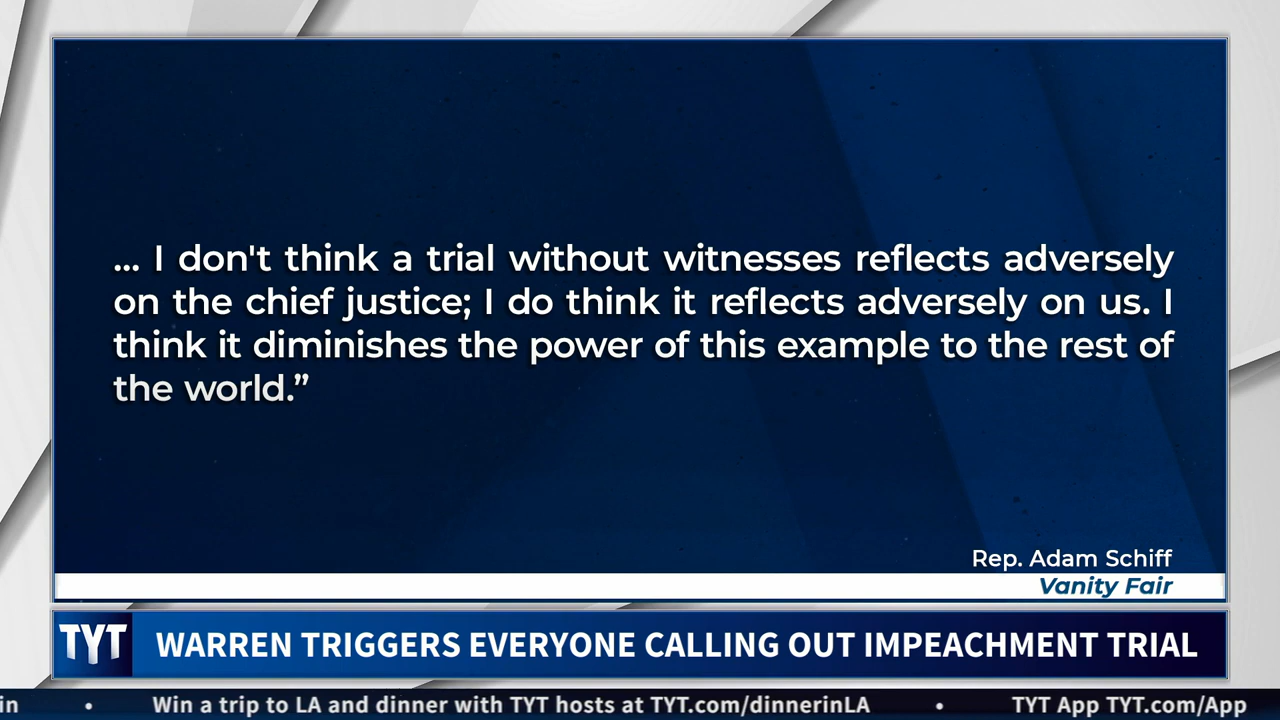 ... I don't think a trial without witnesses reflects adversely
on the chief justice; I do think it reflects adversely on us. I
think it diminishes the power of this example to the rest of
the world.”
Rep. Adam Schiff
Vanity Fair
TYT WARREN TRIGGERS EVERYONE CALLING OUT IMPEACHMENT TRIAL
in • Win a trip to LA and dinner with TYT hosts at TYT.com/dinnerinLA • TYT App TYT.com/App